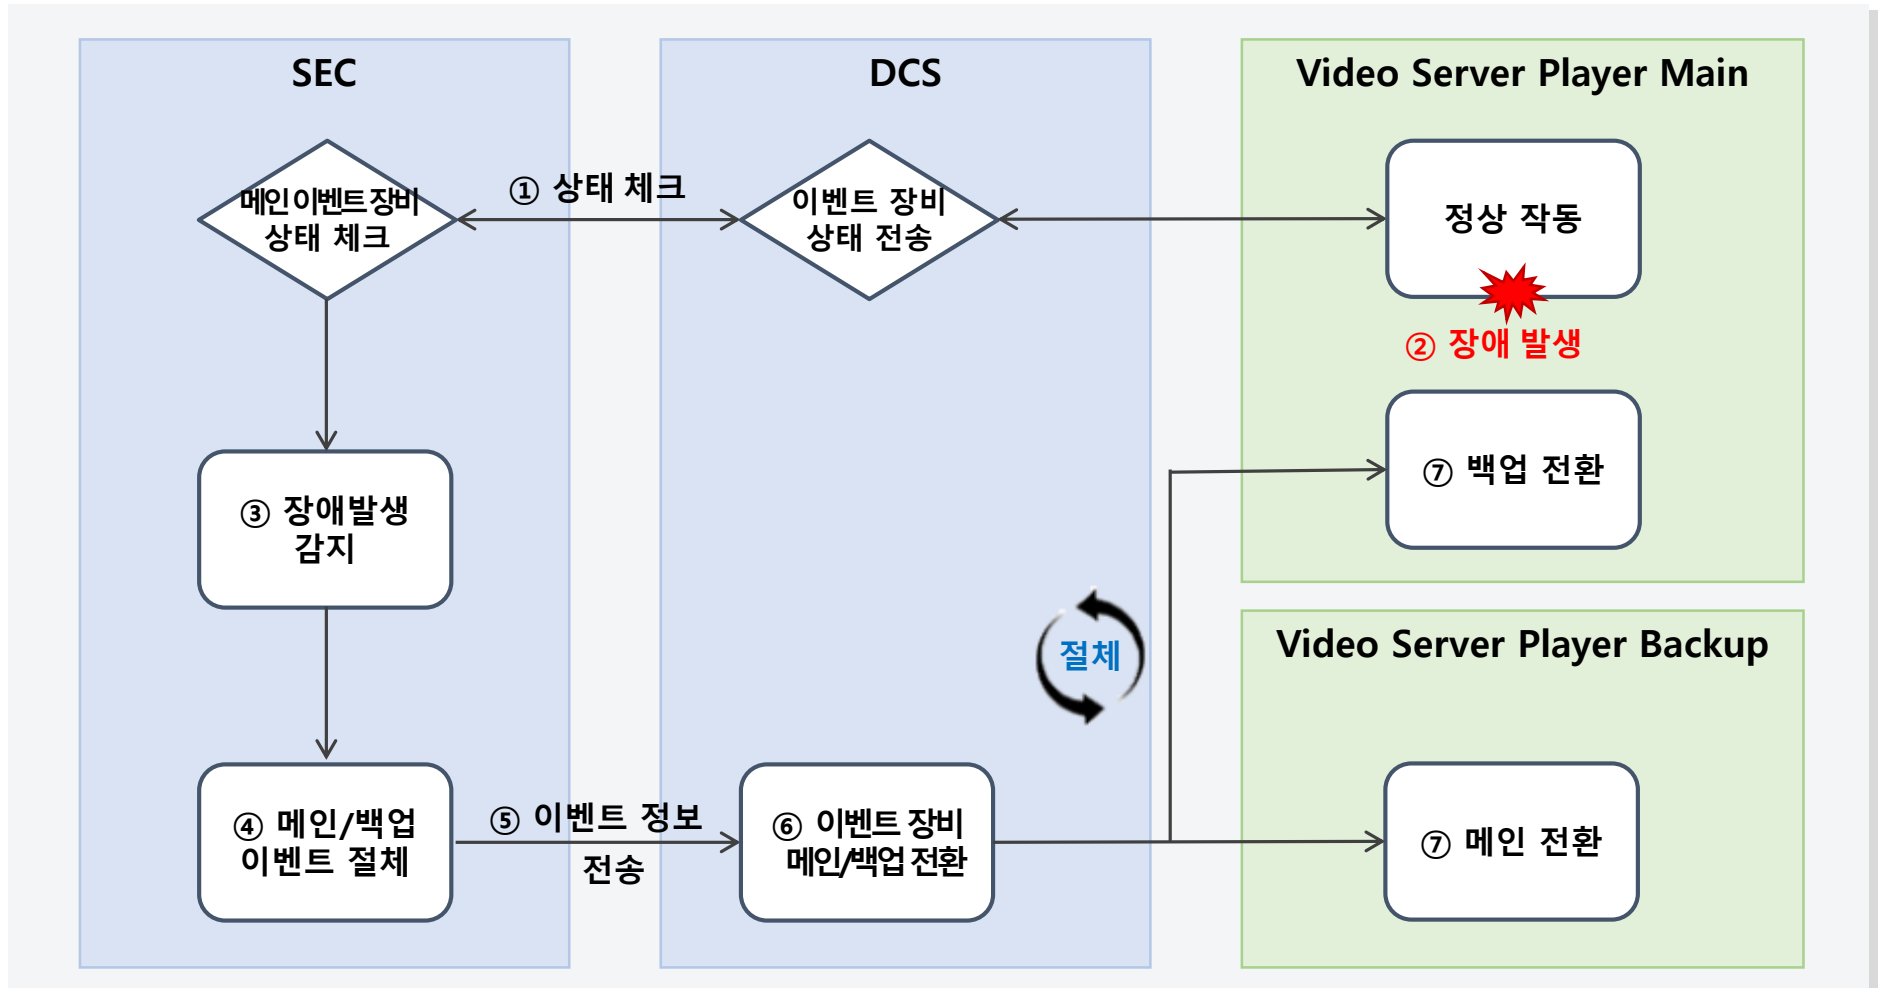 SEC
DCS
Video Server Player Main
메인 이벤트 장비
상태 체크
① 상태 체크
이벤트 장비
상태 전송
정상 작동
② 장애 발생
⑦ 백업 전환
③ 장애발생
감지
절체
Video Server Player Backup
④ 메인/백업
이벤트 절체
⑤ 이벤트 정보
전송
⑥ 이벤트 장비
메인/백업 전환
⑦ 메인 전환